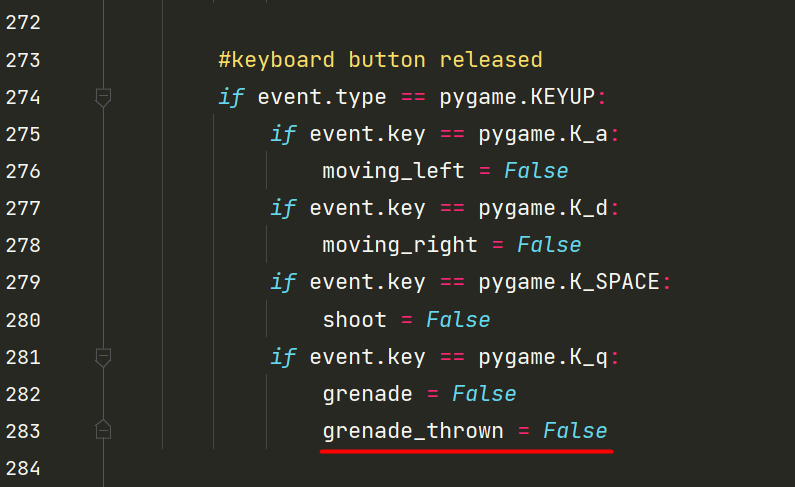 272
273 #keyboard button released
274 if event.type == pygame.KEYUP:
275 if event.key == pygame.K_a:
276 moving_left = False
277 if event.key == pygame.K_d:
278 moving_right = False
279 if event.key == pygame.K_SPACE:
280 shoot = False
281 if event.key == pygame.K_q:
282 grenade = False
283 grenade_thrown = False
284